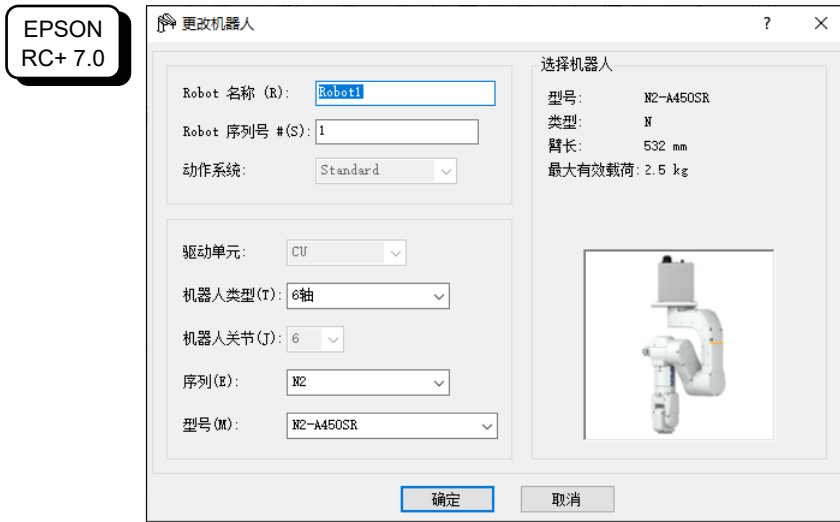 EPSON
RC+ 7.0
更改机器人
Robot 名称 (R): Robot1
Robot 序列号 #(S): 1
动作系统: Standard
驱动单元: CU
机器人类型(T): 6轴
机器人关节(J): 6
序列(E): N2
型号(M): N2-A450SR
选择机器人
型号: N2-A450SR
类型: N
臂长: 532 mm
最大有效载荷: 2.5 kg
确定
取消